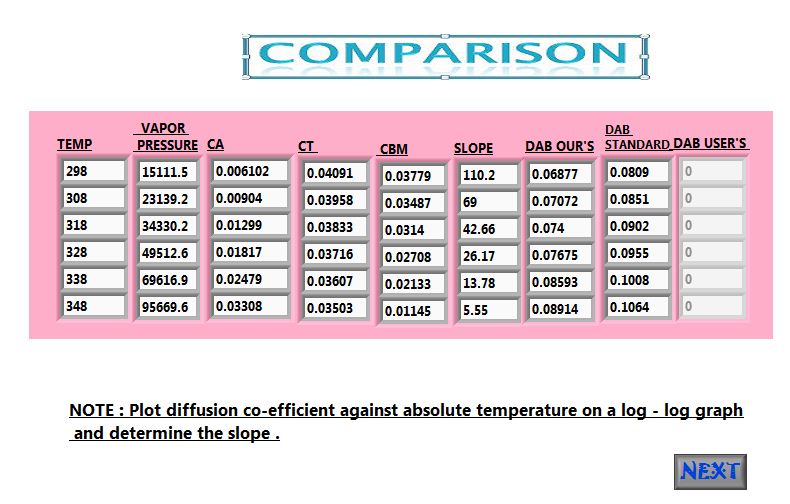 COMPARISON
TEMP VAPOR PRESSURE CA CT CBM SLOPE DAB OUR'S DAB STANDARD DAB USER'S
298 15111.5 0.006102 0.04091 0.03779 110.2 0.06877 0.0809 0
308 23139.2 0.00904 0.03958 0.03487 69 0.07072 0.0851 0
318 34330.2 0.01299 0.03833 0.0314 42.66 0.074 0.0902 0
328 49512.6 0.01817 0.03716 0.02708 26.17 0.07675 0.0955 0
338 69616.9 0.02479 0.03607 0.02133 13.78 0.08593 0.1008 0
348 95669.6 0.03308 0.03503 0.01145 5.55 0.08914 0.1064 0
NOTE : Plot diffusion co-efficient against absolute temperature on a log - log graph
and determine the slope .
NEXT